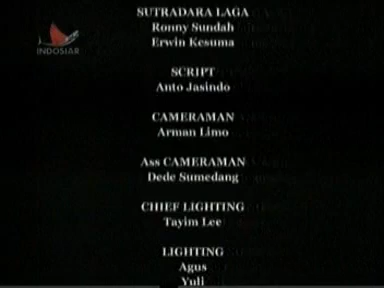 SUTRADARA LAGA
Ronny Sundah
Erwin Kesuma
INDOSIAR
SCRIPT
Anto Jasindo
CAMERAMAN
Arman Limo
Ass CAMERAMAN
Dede Sumedang
CHIEF LIGHTING
Tayim Lee
LIGHTING
Agus
Yuli